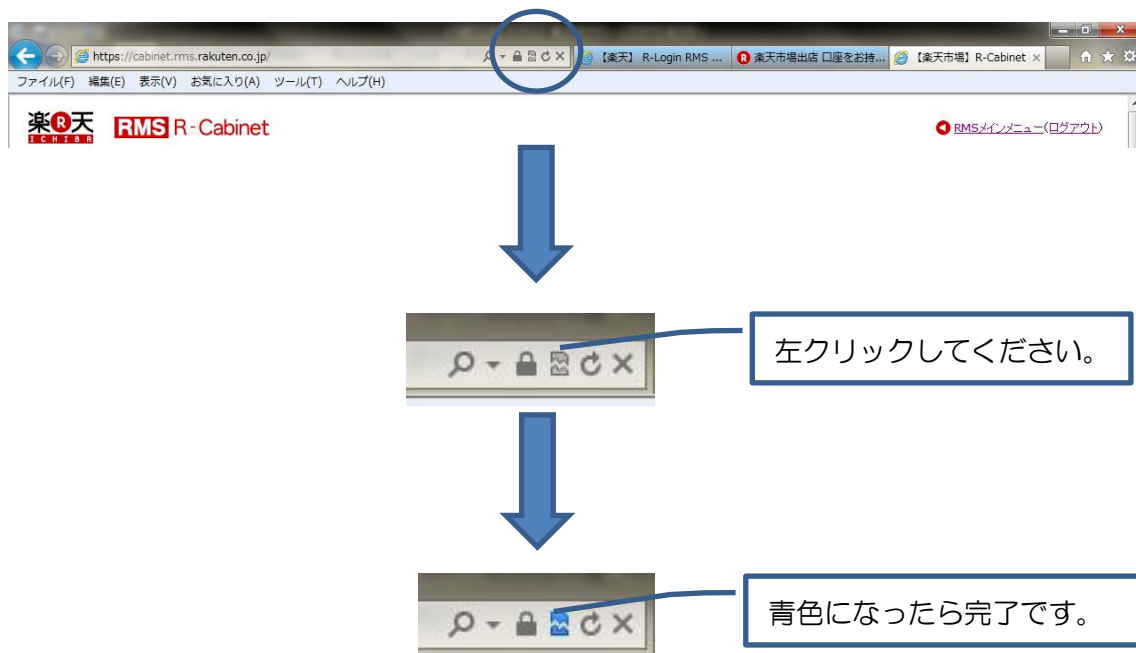 https://cabinet.rms.rakuten.co.jp/
【楽天】 R-Login RMS ...
楽天市場出店 口座をお持...
【楽天市場】R-Cabinet
ファイル(F) 編集(E) 表示(V) お気に入り(A) ツール(T) ヘルプ(H)
楽R天 ICHIBA
RMS R-Cabinet
RMSメインメニュー(ログアウト)
左クリックしてください。
青色になったら完了です。